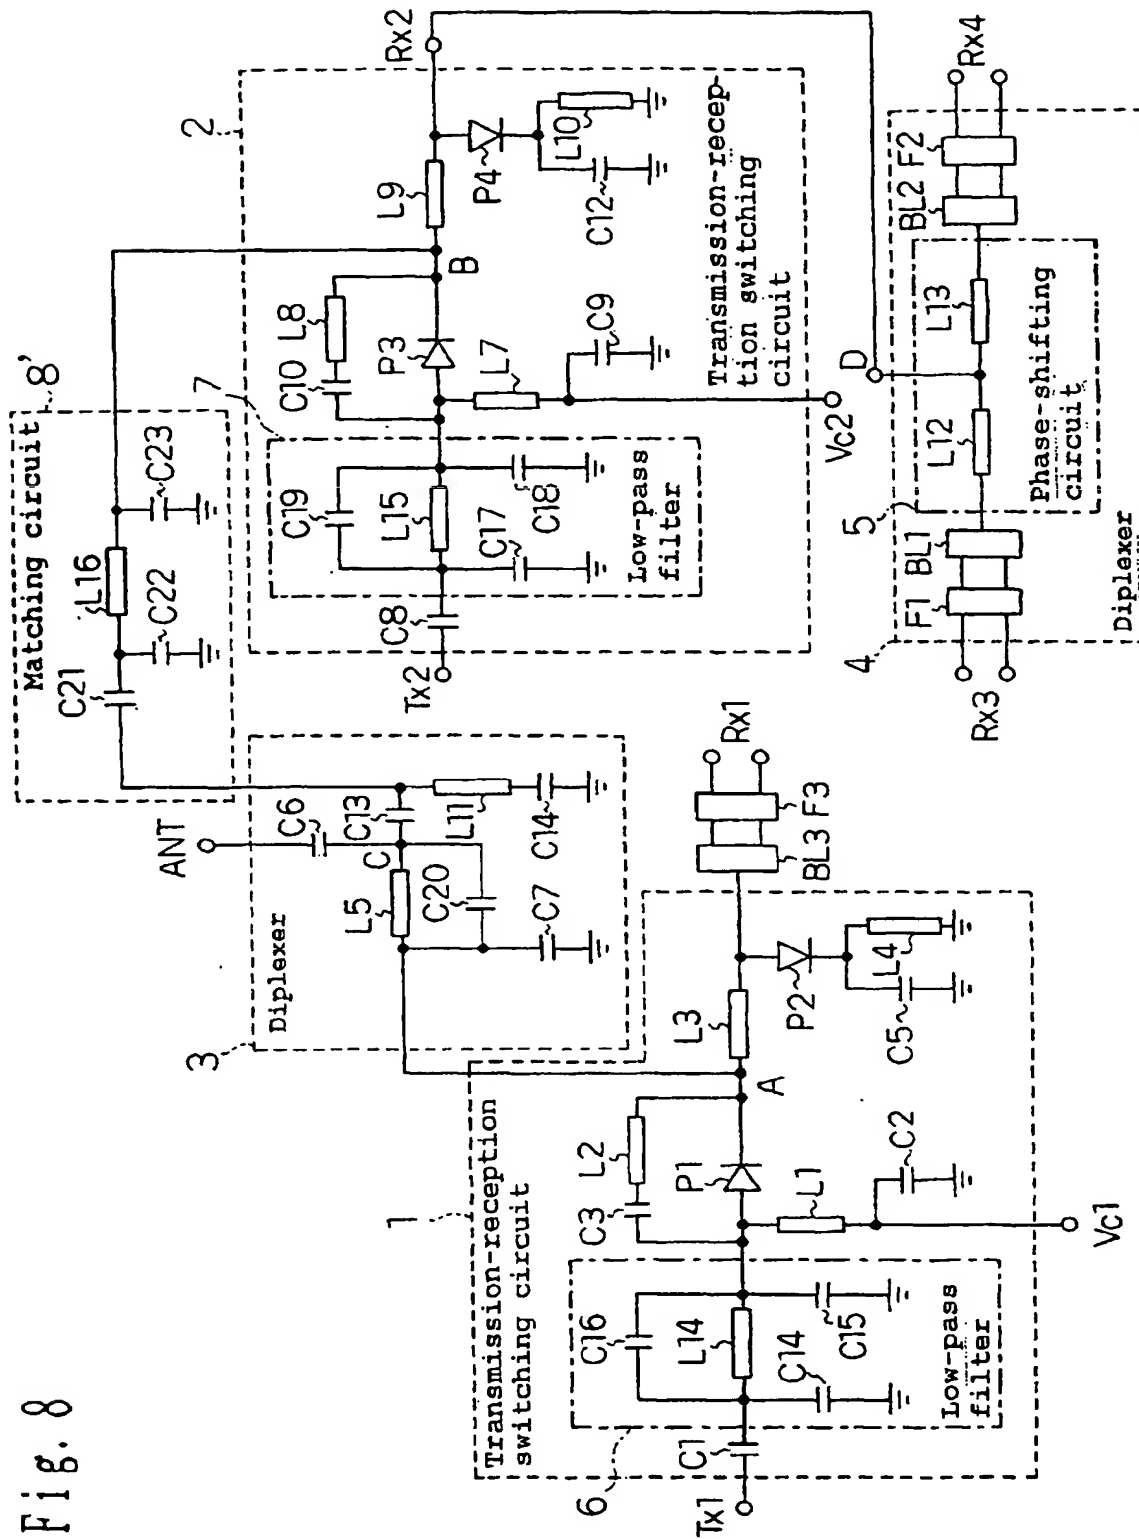 Fig. 8
Matching circuit
8'
C21
L16
C22
C23
ANT
C6
Diplexer
3
C
C13
L5
C20
L11
C14
C7
2
7
Tx2
C8
C19
L15
C17
C18
Low-pass
filter
C10
L8
P3
B
L7
C9
Vc2
L9
P4
L10
C12
Rx2
Transmission-recep-
tion switching
circuit
1
Transmission-reception
switching circuit
6
Tx1
C1
C16
L14
C14
C15
Low-pass
filter
C3
L2
P1
A
L1
C2
Vc1
L3
P2
L4
C5
BL3
F3
Rx1
D
4
5
Rx3
F1
BL1
L12
L13
Phase-shifting
circuit
BL2
F2
Rx4
Diplexer